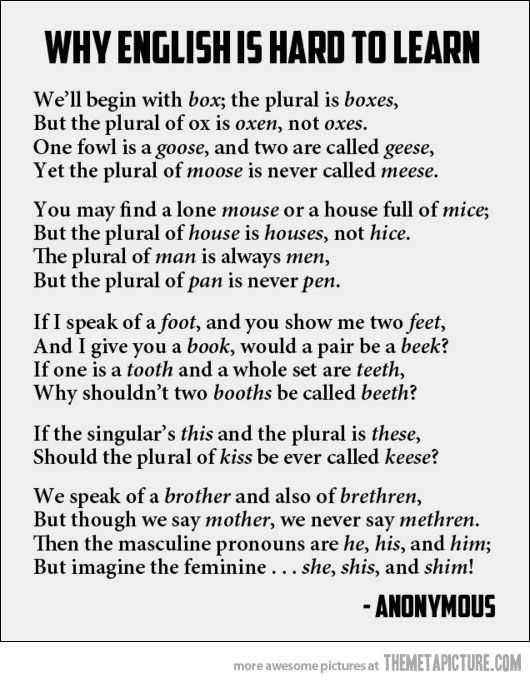 WHY ENGLISH IS HARD TO LEARN
We'll begin with box; the plural is boxes,
But the plural of ox is oxen, not oxes.
One fowl is a goose, and two are called geese,
Yet the plural of moose is never called meese.
You may find a lone mouse or a house full of mice;
But the plural of house is houses, not hice.
The plural of man is always men,
But the plural of pan is never pen.
If I speak of a foot, and you show me two feet,
And I give you a book, would a pair be a beek?
If one is a tooth and a whole set are teeth,
Why shouldn't two booths be called beeth?
If the singular's this and the plural is these,
Should the plural of kiss be ever called keese?
We speak of a brother and also of brethren,
But though we say mother, we never say methren.
Then the masculine pronouns are he, his, and him;
But imagine the feminine . . . she, shis, and shim!
- ANONYMOUS
more awesome pictures at THEMETAPICTURE.COM